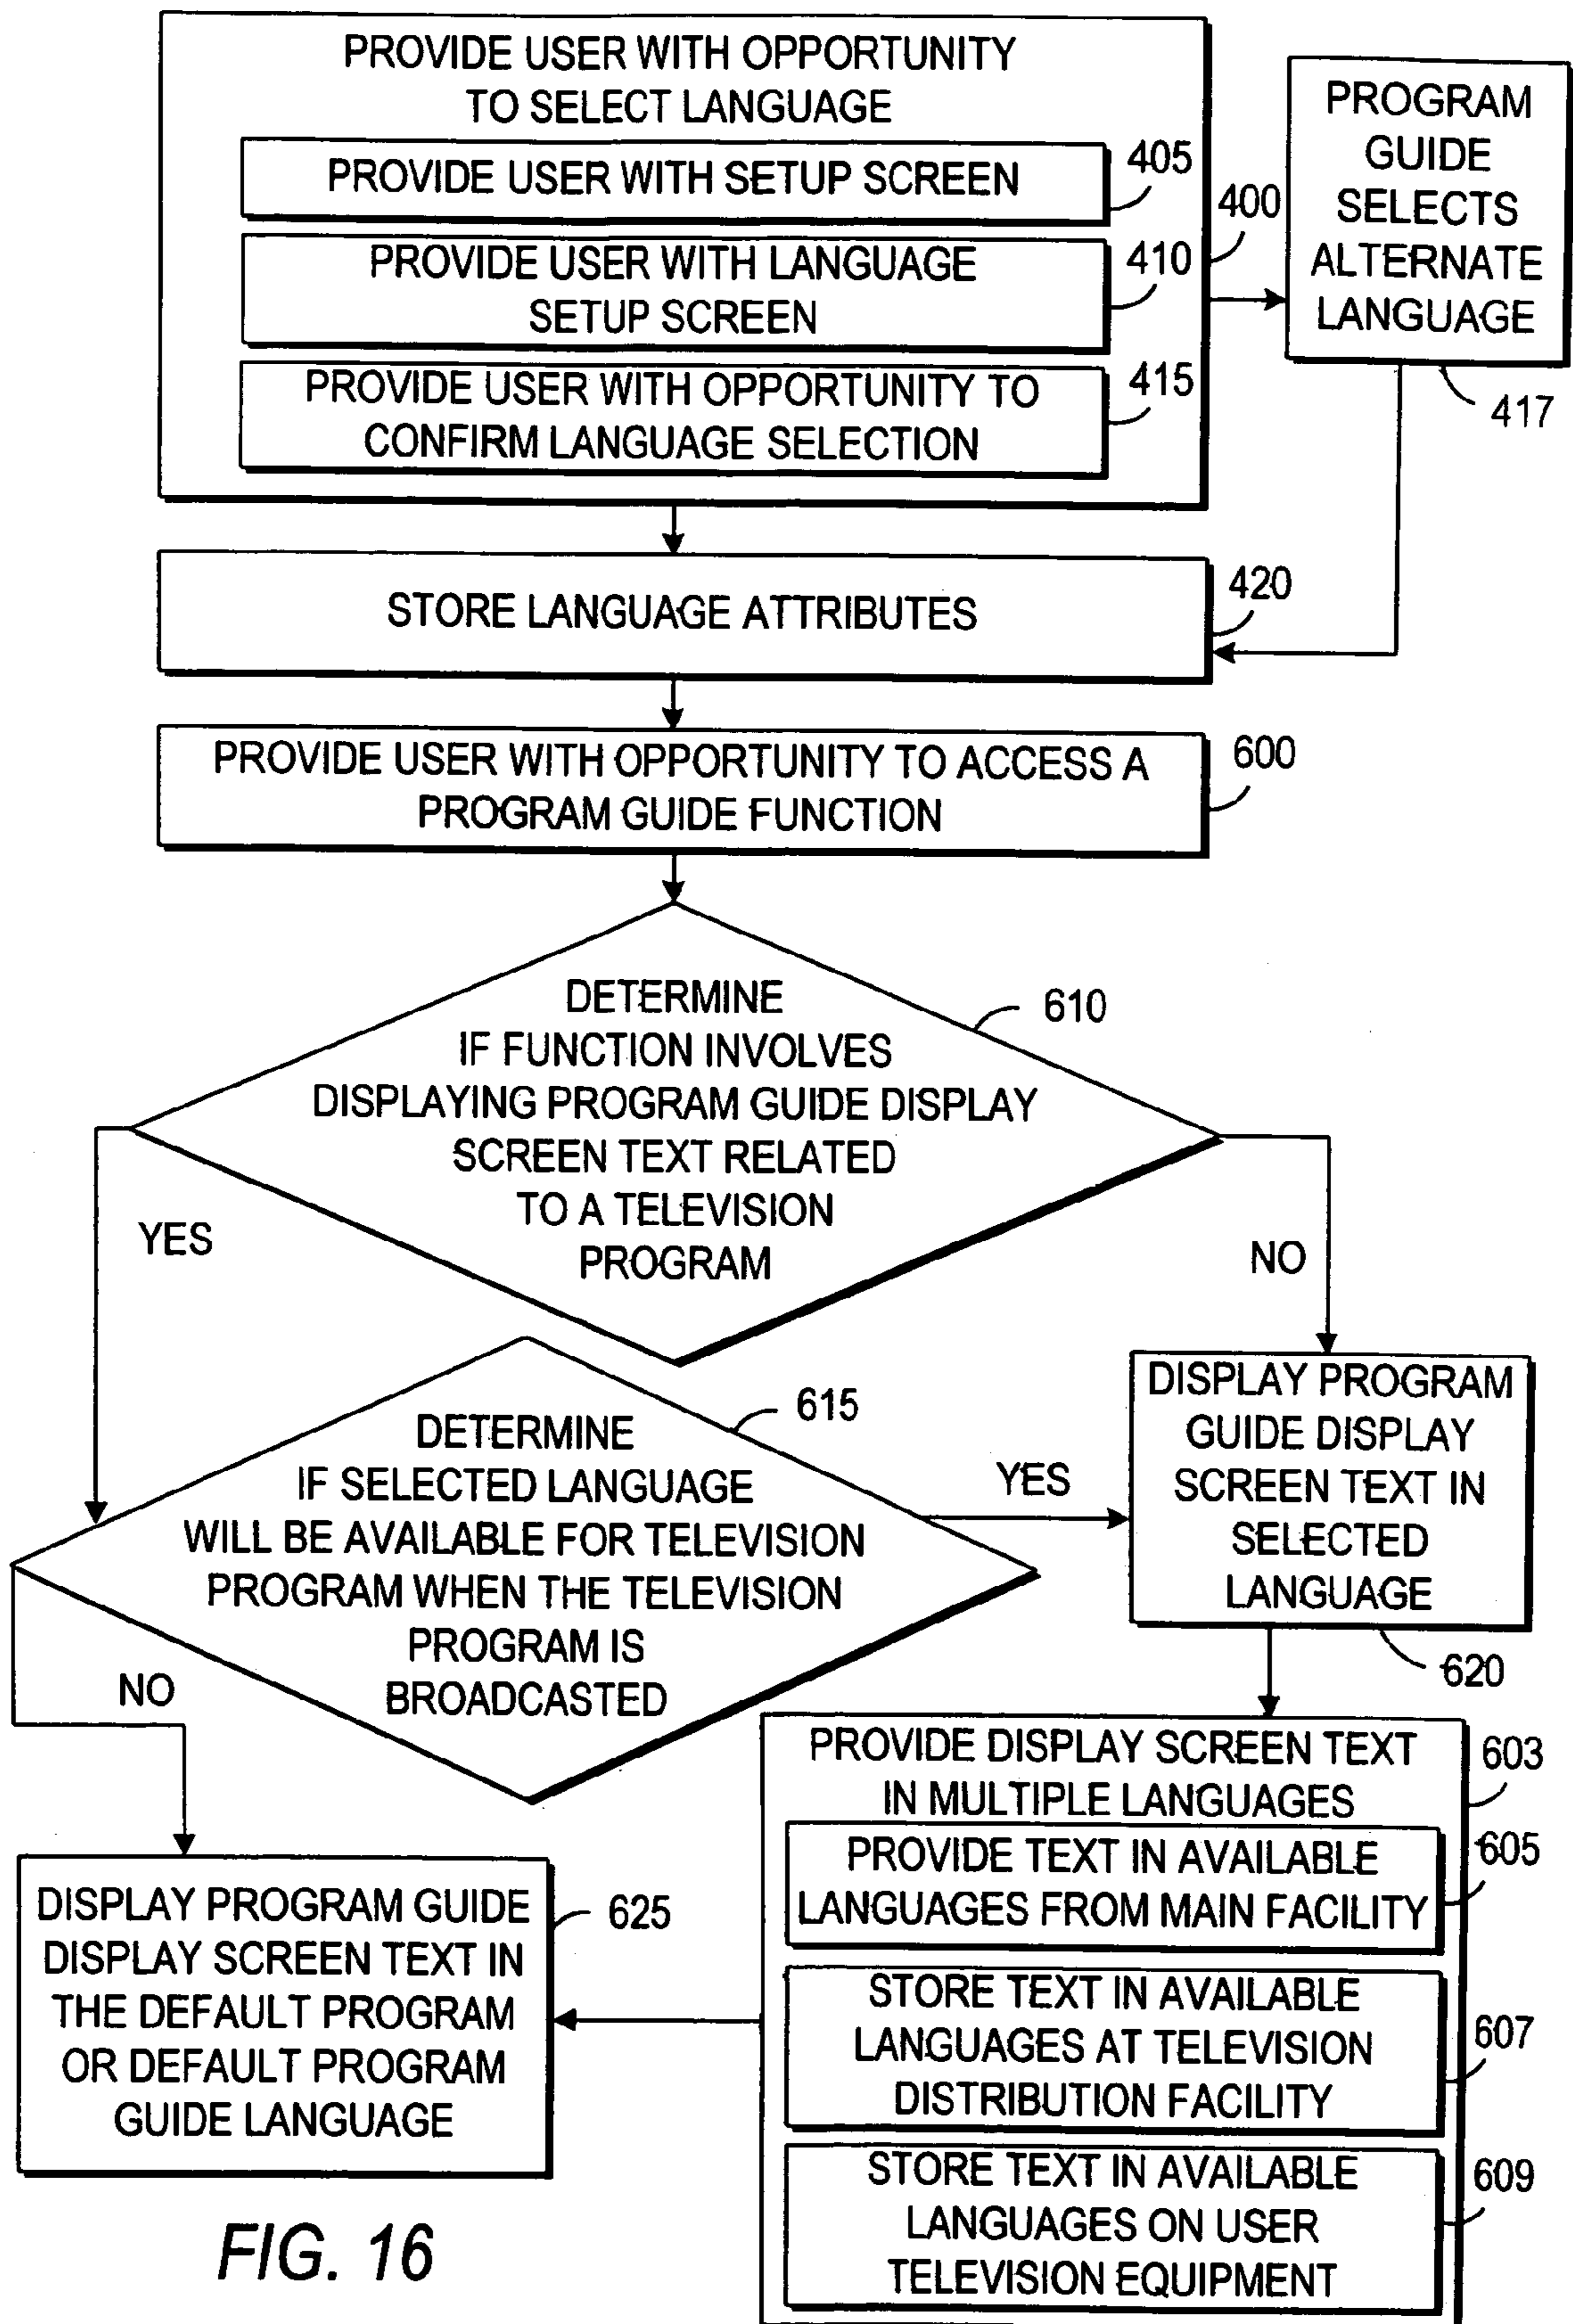 PROVIDE USER WITH OPPORTUNITY
TO SELECT LANGUAGE
PROVIDE USER WITH SETUP SCREEN
405
PROVIDE USER WITH LANGUAGE
SETUP SCREEN
410
PROVIDE USER WITH OPPORTUNITY TO
CONFIRM LANGUAGE SELECTION
415
400
PROGRAM
GUIDE
SELECTS
ALTERNATE
LANGUAGE
417
STORE LANGUAGE ATTRIBUTES
420
PROVIDE USER WITH OPPORTUNITY TO ACCESS A
PROGRAM GUIDE FUNCTION
600
DETERMINE
IF FUNCTION INVOLVES
DISPLAYING PROGRAM GUIDE DISPLAY
SCREEN TEXT RELATED
TO A TELEVISION
PROGRAM
610
YES
NO
DETERMINE
IF SELECTED LANGUAGE
WILL BE AVAILABLE FOR TELEVISION
PROGRAM WHEN THE TELEVISION
PROGRAM IS
BROADCASTED
615
YES
NO
DISPLAY PROGRAM
GUIDE DISPLAY
SCREEN TEXT IN
SELECTED
LANGUAGE
620
PROVIDE DISPLAY SCREEN TEXT
IN MULTIPLE LANGUAGES
603
PROVIDE TEXT IN AVAILABLE
LANGUAGES FROM MAIN FACILITY
605
STORE TEXT IN AVAILABLE
LANGUAGES AT TELEVISION
DISTRIBUTION FACILITY
607
STORE TEXT IN AVAILABLE
LANGUAGES ON USER
TELEVISION EQUIPMENT
609
DISPLAY PROGRAM GUIDE
DISPLAY SCREEN TEXT IN
THE DEFAULT PROGRAM
OR DEFAULT PROGRAM
GUIDE LANGUAGE
625
FIG. 16